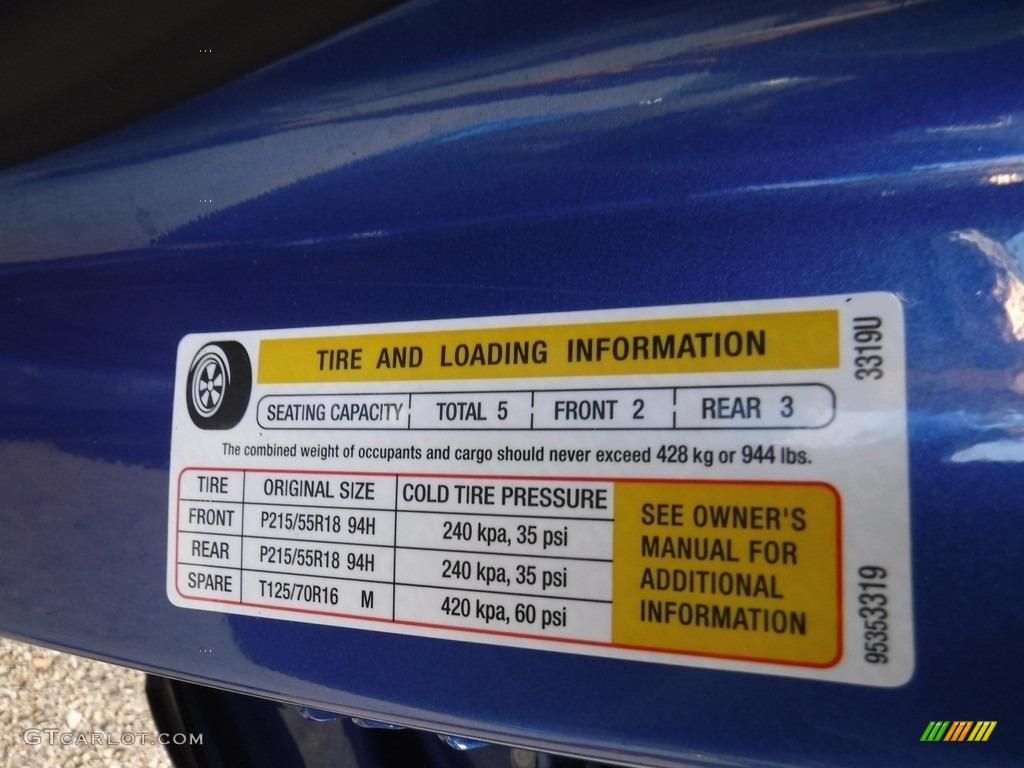 TIRE AND LOADING INFORMATION
3319U
SEATING CAPACITY TOTAL 5 FRONT 2 REAR 3
The combined weight of occupants and cargo should never exceed 428 kg or 944 lbs.
TIRE ORIGINAL SIZE COLD TIRE PRESSURE
FRONT P215/55R18 94H 240 kpa, 35 psi
REAR P215/55R18 94H 240 kpa, 35 psi
SPARE T125/70R16 M 420 kpa, 60 psi
SEE OWNER'S
MANUAL FOR
ADDITIONAL
INFORMATION
95353319
GTcarlot.com